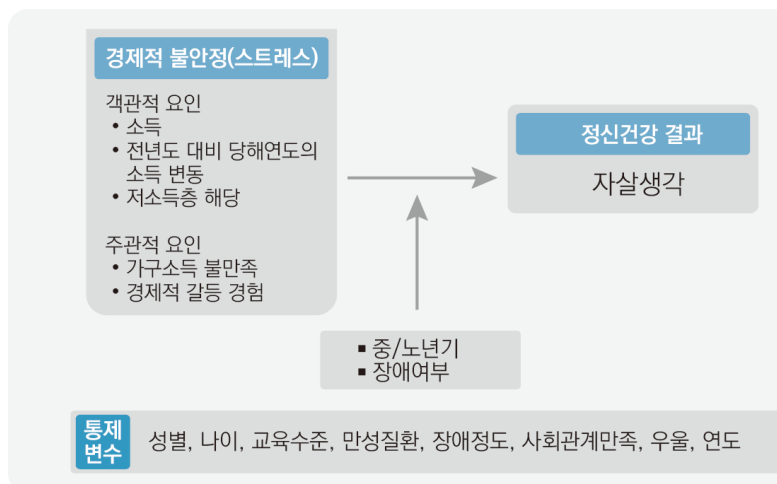 경제적 불안정(스트레스)
객관적 요인
• 소득
• 전년도 대비 당해연도의
소득 변동
• 저소득층 해당
주관적 요인
• 가구소득 불만족
• 경제적 갈등 경험
정신건강 결과
자살생각
▪ 중/노년기
▪ 장애여부
통제
변수
성별, 나이, 교육수준, 만성질환, 장애정도, 사회관계만족, 우울, 연도